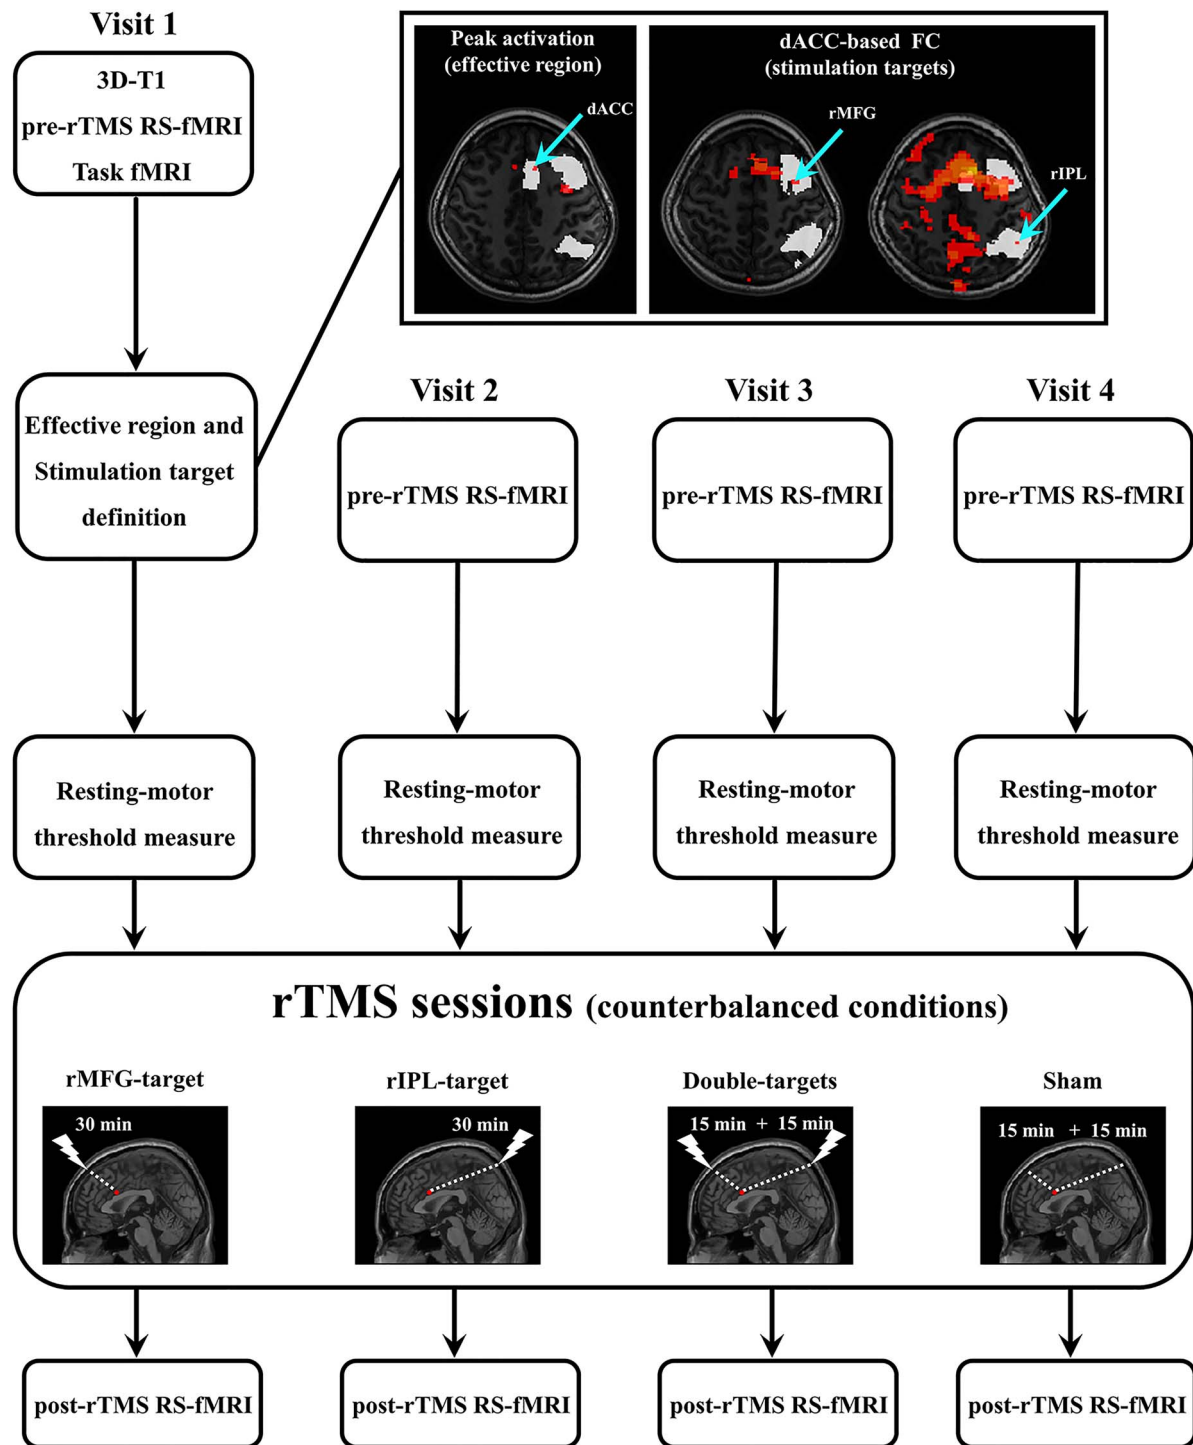 Visit 1
3D-T1
pre-rTMS RS-fMRI
Task fMRI
Peak activation
(effective region)
dACC
dACC-based FC
(stimulation targets)
rMFG
rIPL
Effective region and
Stimulation target
definition
Visit 2
Visit 3
Visit 4
pre-rTMS RS-fMRI
pre-rTMS RS-fMRI
pre-rTMS RS-fMRI
Resting-motor
threshold measure
Resting-motor
threshold measure
Resting-motor
threshold measure
Resting-motor
threshold measure
rTMS sessions (counterbalanced conditions)
rMFG-target
rIPL-target
Double-targets
Sham
30 min
30 min
15 min + 15 min
15 min + 15 min
post-rTMS RS-fMRI
post-rTMS RS-fMRI
post-rTMS RS-fMRI
post-rTMS RS-fMRI